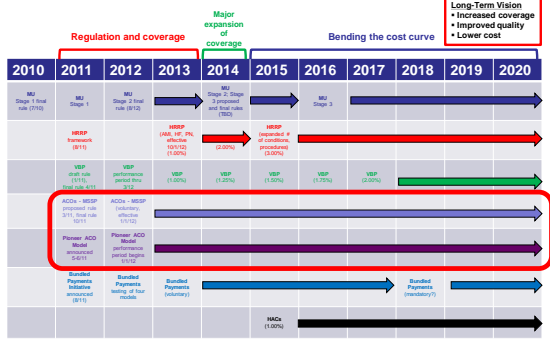 Long-Term Vision
• Increased coverage
• Improved quality
• Lower cost
Major
expansion
of
coverage
Regulation and coverage
Bending the cost curve
2010 2011 2012 2013 2014 2015 2016 2017 2018 2019 2020
MU
Stage 1 final
rule (7/10)
MU
Stage 1
MU
Stage 2 final
rule (8/12)
MU
Stage 2; Stage
3 proposed
and final rules
(TBD)
MU
Stage 3
HRRP
framework
(8/11)
HRRP
(AMI, HF, PN,
effective
10/1/12)
(1.00%)
(2.00%)
HRRP
(expanded #
of conditions,
procedures)
(3.00%)
VBP
draft rule
(1/11),
final rule 4/11
VBP
performance
period thru
3/12
VBP
(1.00%)
VBP
(1.25%)
VBP
(1.50%)
VBP
(1.75%)
VBP
(2.00%)
ACOs - MSSP
proposed rule
3/11, final rule
10/11
ACOs - MSSP
(voluntary,
effective
1/1/12)
Pioneer ACO
Model
announced
5-6/11
Pioneer ACO
Model
performance
period begins
1/1/12
Bundled
Payments
Initiative
announced
(8/11)
Bundled
Payments
testing of four
models
Bundled
Payments
(voluntary)
Bundled
Payments
(mandatory?)
HACs
(1.00%)